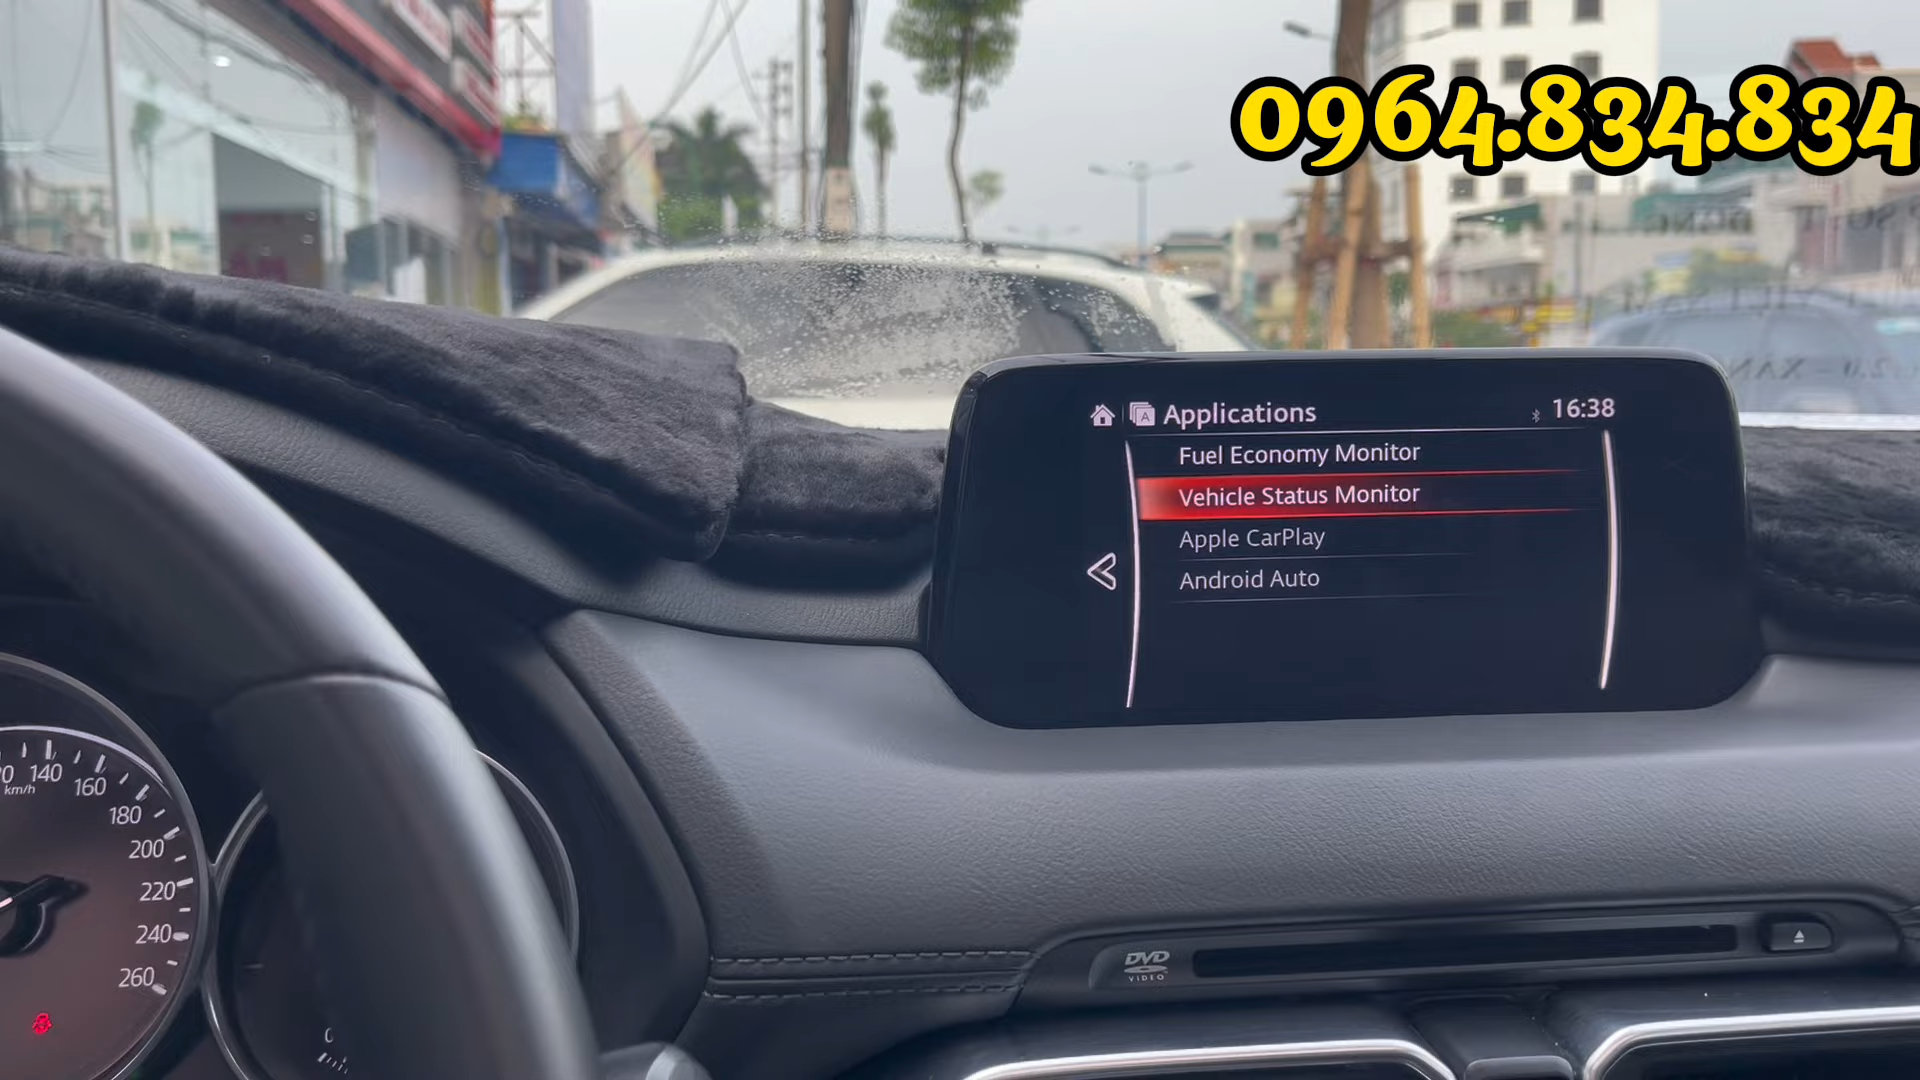 0964.834.834
Applications
16:38
Fuel Economy Monitor
Vehicle Status Monitor
Apple CarPlay
Android Auto
140
km/h
160
180
200
220
240
260
DVD
VIDEO